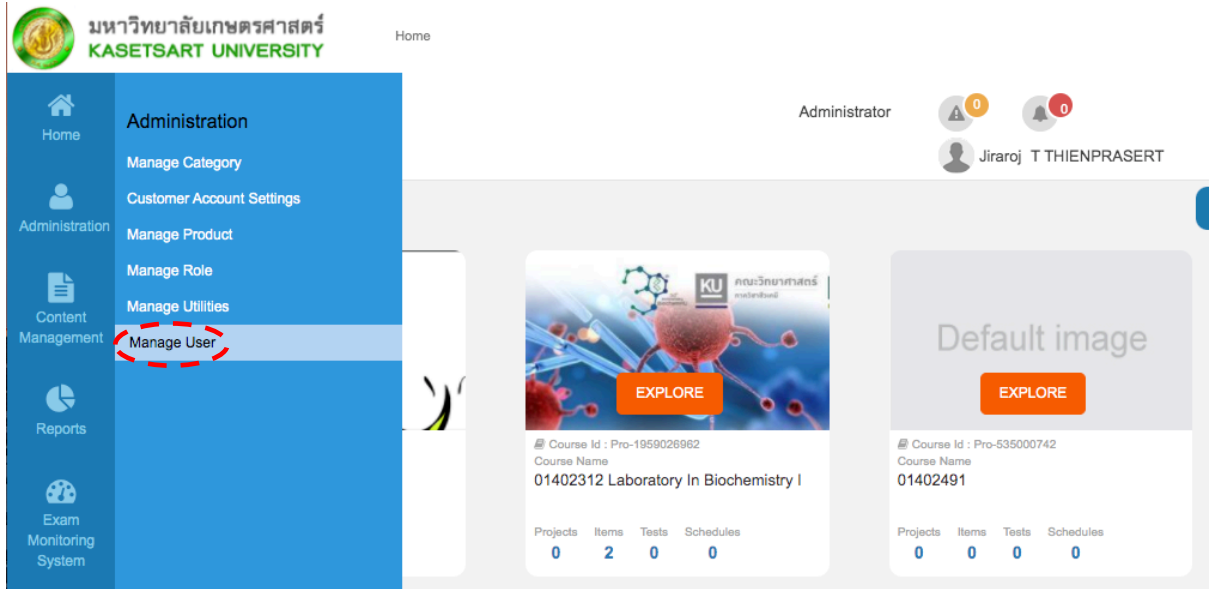 มหาวิทยาลัยเกษตรศาสตร์
KASETSART UNIVERSITY
Home
Home
Administration
Content
Management
Reports
Exam
Monitoring
System
Administration
Manage Category
Customer Account Settings
Manage Product
Manage Role
Manage Utilities
Manage User
Administrator
0
0
Jiraroj T THIENPRASERT
KU
คณะวิทยาศาสตร์
EXPLORE
Course Id : Pro-1959026962
Course Name
01402312 Laboratory In Biochemistry I
Projects Items Tests Schedules
0 2 0 0
Default image
EXPLORE
Course Id : Pro-535000742
Course Name
01402491
Projects Items Tests Schedules
0 0 0 0